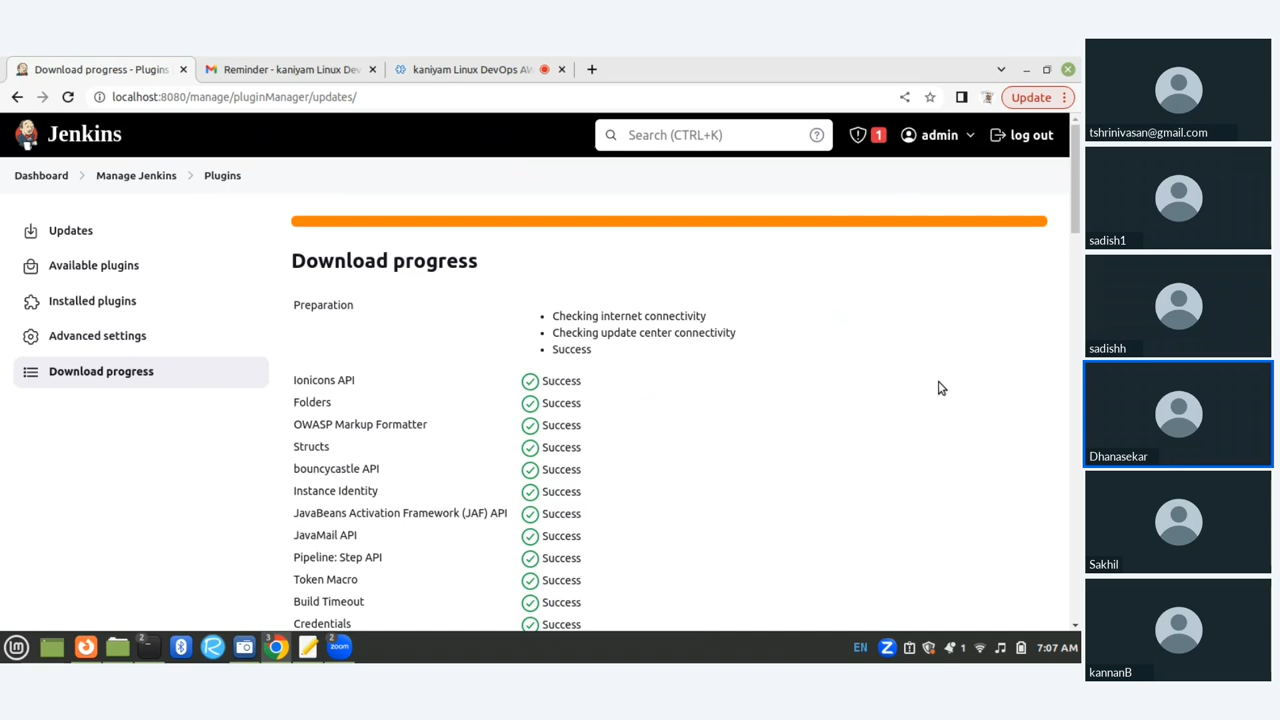 Download progress - Plugins
Reminder - kaniyam Linux Dev
kaniyam Linux DevOps AW
localhost:8080/manage/pluginManager/updates/
Update
Jenkins
Search (CTRL+K)
1
admin
log out
Dashboard
Manage Jenkins
Plugins
Updates
Available plugins
Installed plugins
Advanced settings
Download progress
Download progress
Preparation
Checking internet connectivity
Checking update center connectivity
Success
Ionicons API Success
Folders Success
OWASP Markup Formatter Success
Structs Success
bouncycastle API Success
Instance Identity Success
JavaBeans Activation Framework (JAF) API Success
JavaMail API Success
Pipeline: Step API Success
Token Macro Success
Build Timeout Success
Credentials Success
2
3
2
zoom
EN
Z
1
7:07 AM
tshrinivasan@gmail.com
sadish1
sadishh
Dhanasekar
Sakhil
kannanB